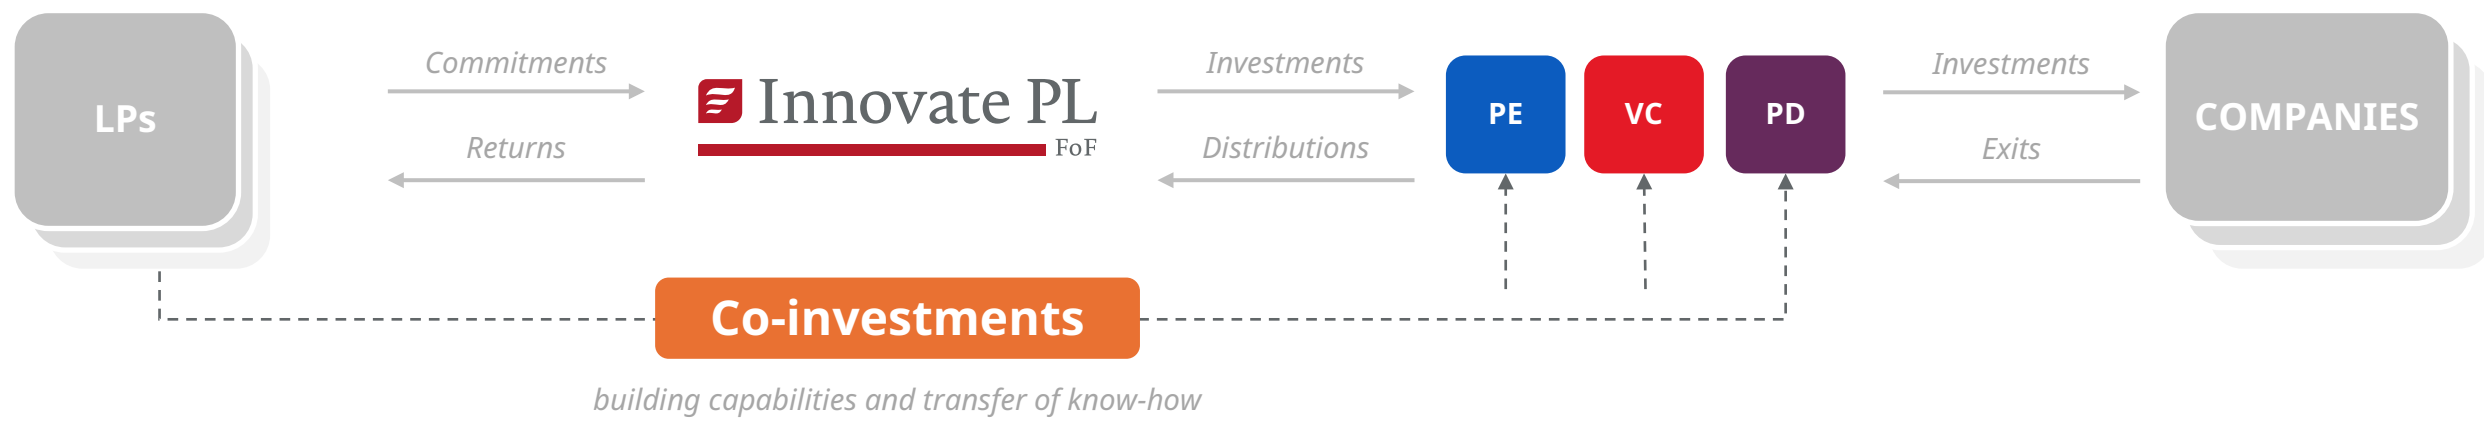 LPs
Commitments
Returns
Innovate PL
FoF
Investments
Distributions
PE
VC
PD
Investments
Exits
COMPANIES
Co-investments
building capabilities and transfer of know-how